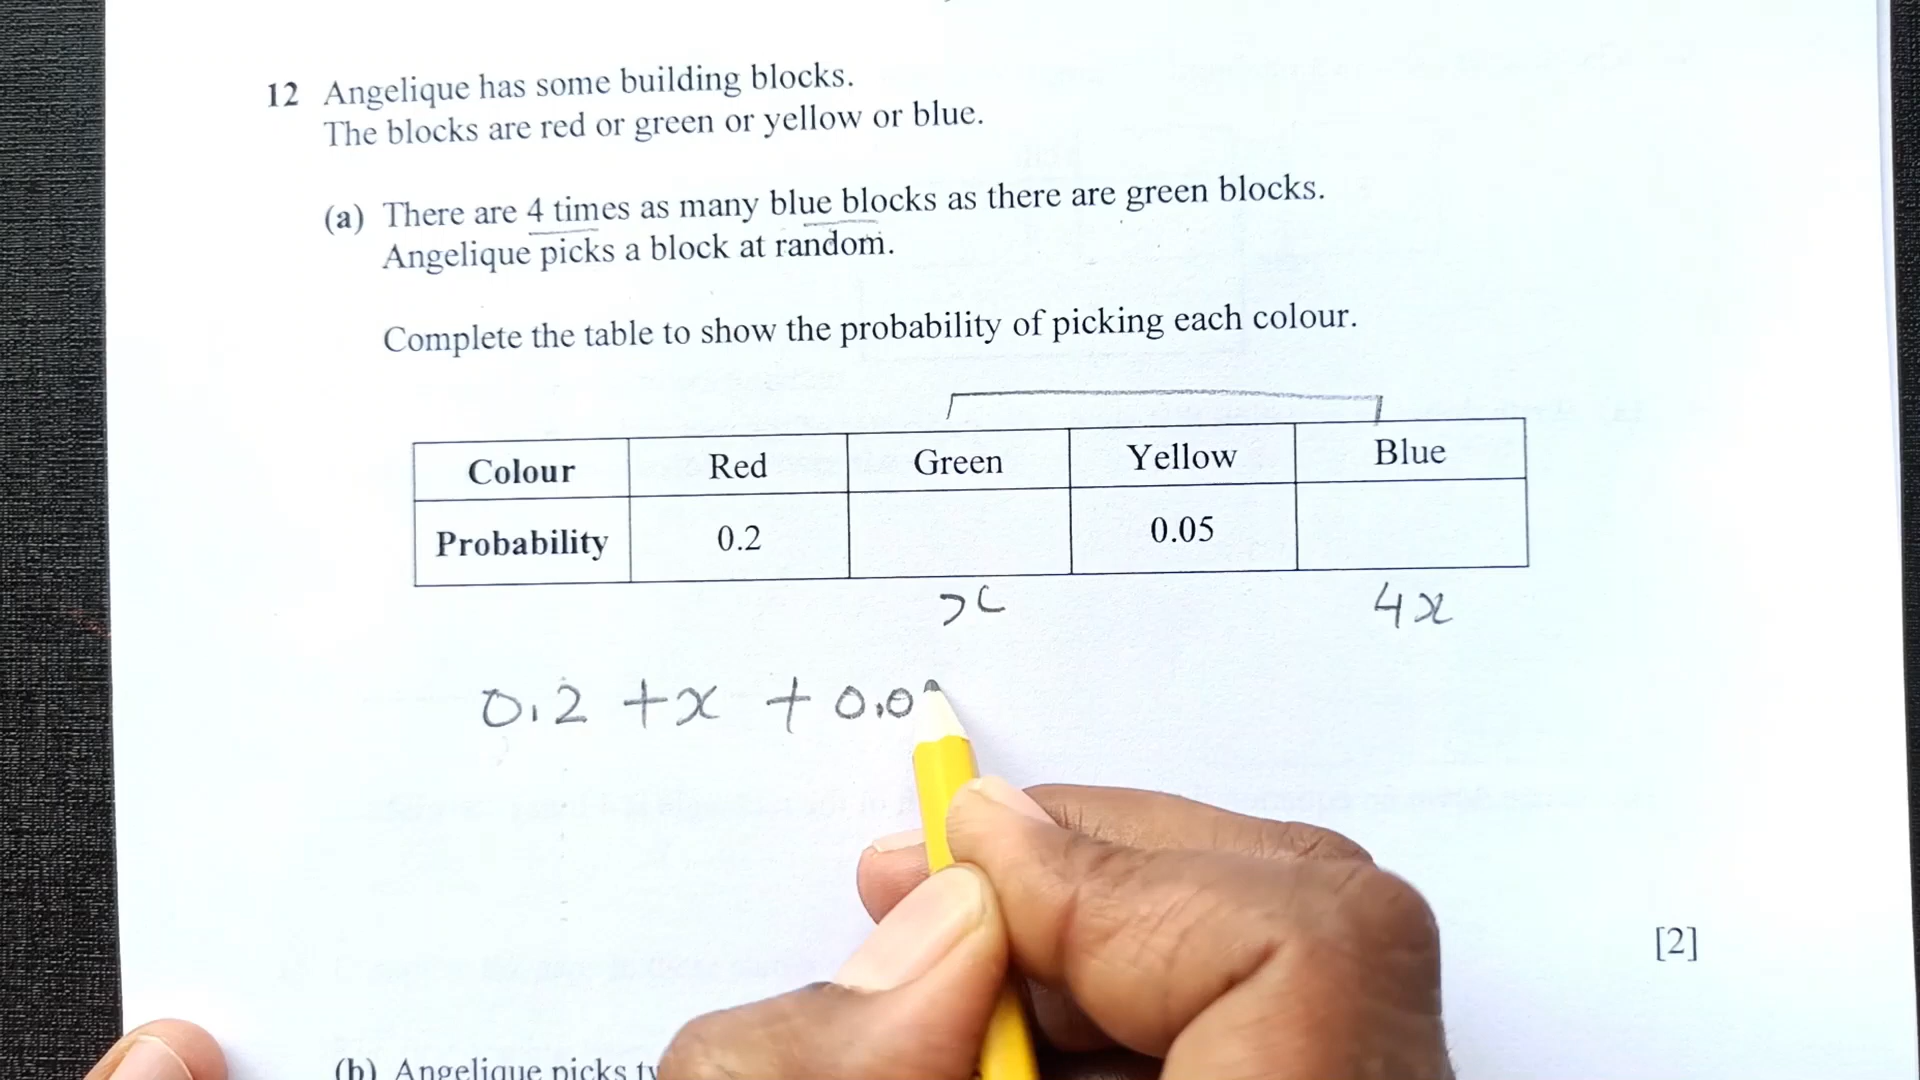 12 Angelique has some building blocks.
The blocks are red or green or yellow or blue.
(a) There are 4 times as many blue blocks as there are green blocks.
Angelique picks a block at random.
Complete the table to show the probability of picking each colour.
Colour Red Green Yellow Blue
Probability 0.2 0.05
x 4x
0.2 + x + 0.0
[2]
(b) Angelique picks